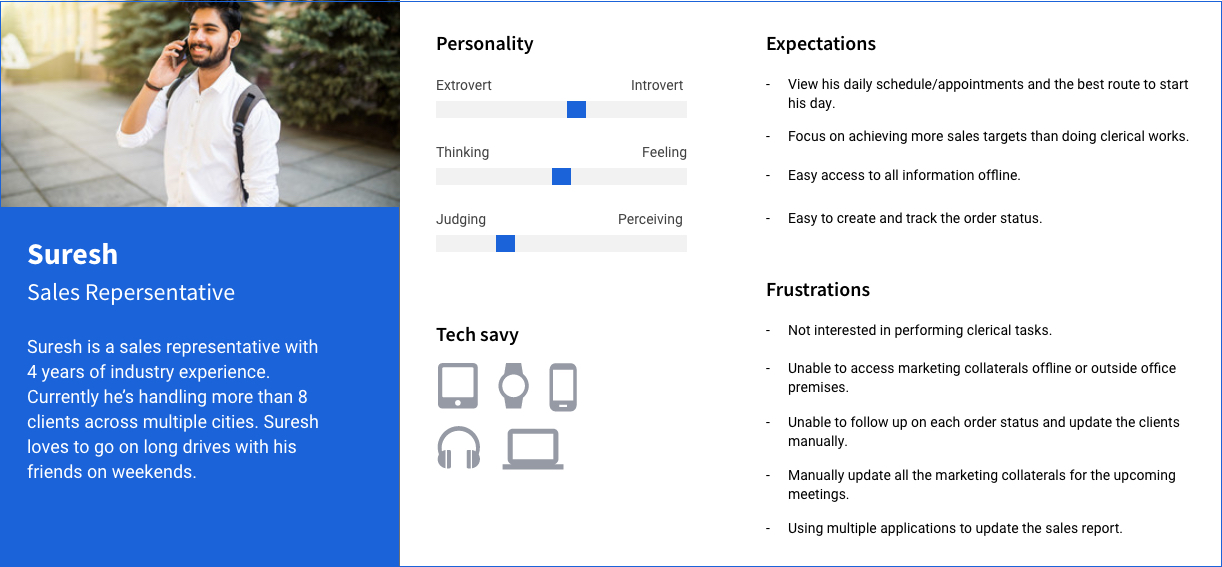 Suresh
Sales Repersentative
Suresh is a sales representative with
4 years of industry experience.
Currently he’s handling more than 8
clients across multiple cities. Suresh
loves to go on long drives with his
friends on weekends.
Personality
Extrovert Introvert
Thinking Feeling
Judging Perceiving
Tech savy
Expectations
- View his daily schedule/appointments and the best route to start
his day.
- Focus on achieving more sales targets than doing clerical works.
- Easy access to all information offline.
- Easy to create and track the order status.
Frustrations
- Not interested in performing clerical tasks.
- Unable to access marketing collaterals offline or outside office
premises.
- Unable to follow up on each order status and update the clients
manually.
- Manually update all the marketing collaterals for the upcoming
meetings.
- Using multiple applications to update the sales report.